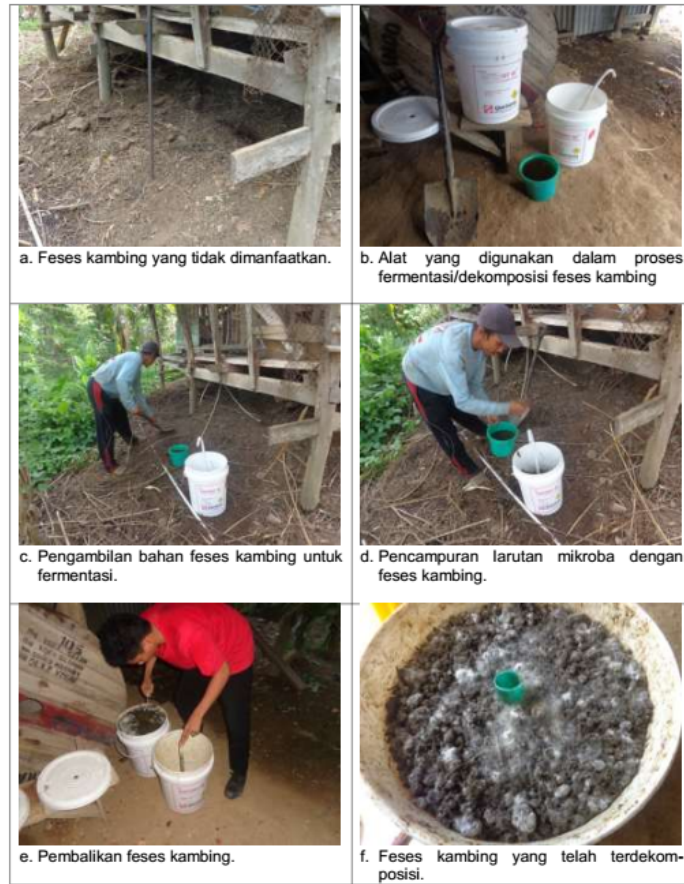 a. Feses kambing yang tidak dimanfaatkan.
b. Alat yang digunakan dalam proses
fermentasi/dekomposisi feses kambing
c. Pengambilan bahan feses kambing untuk
fermentasi.
d. Pencampuran larutan mikroba dengan
feses kambing.
105
e. Pembalikan feses kambing.
f. Feses kambing yang telah terdekom-
posisi.